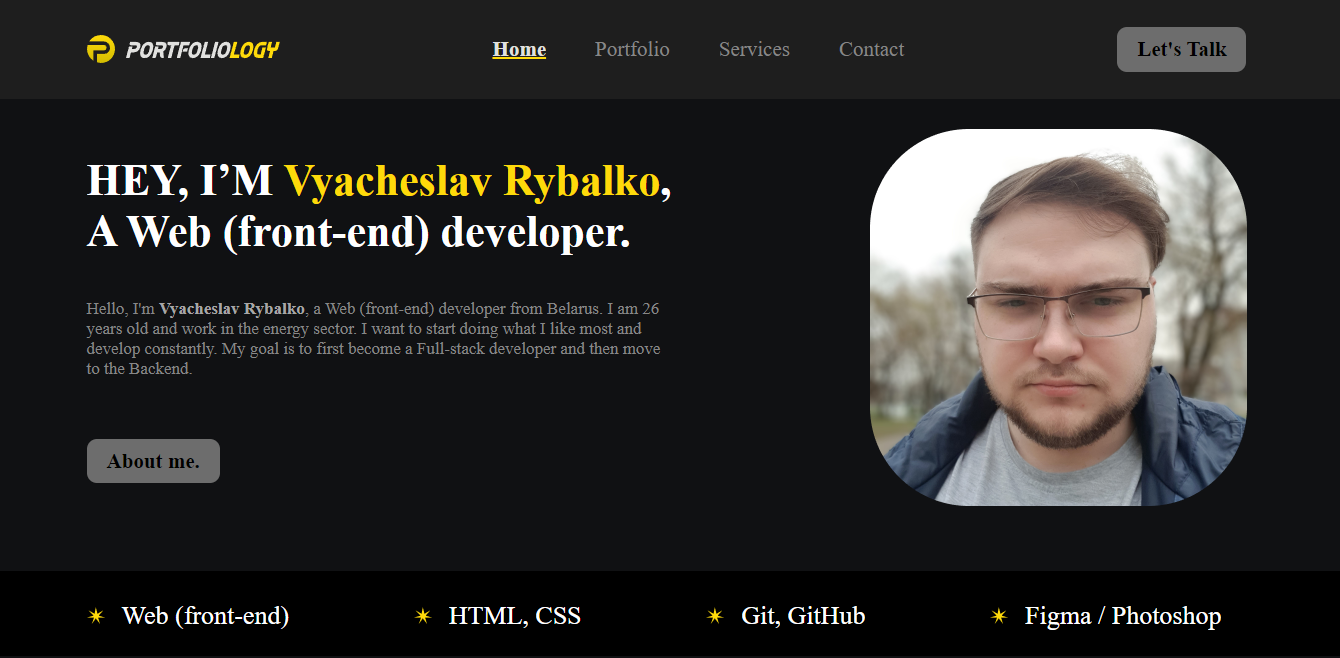 PORTFOLIOLOGY
Home Portfolio Services Contact
Let's Talk
HEY, I’M Vyacheslav Rybalko,
A Web (front-end) developer.
Hello, I'm Vyacheslav Rybalko, a Web (front-end) developer from Belarus. I am 26
years old and work in the energy sector. I want to start doing what I like most and
develop constantly. My goal is to first become a Full-stack developer and then move
to the Backend.
About me.
✴ Web (front-end) ✴ HTML, CSS ✴ Git, GitHub ✴ Figma / Photoshop